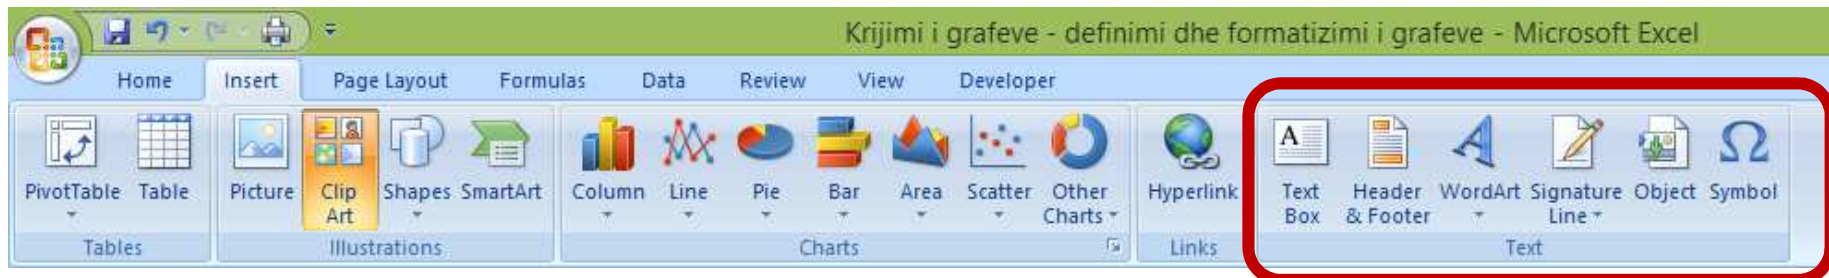 Krijimi i grafeve - definimi dhe formatizimi i grafeve - Microsoft Excel
Home Insert Page Layout Formulas Data Review View Developer
PivotTable Table Picture Clip Art Shapes SmartArt Column Line Pie Bar Area Scatter Other Charts Hyperlink Text Box Header & Footer WordArt Signature Line Object Symbol
Tables Illustrations Charts Links Text